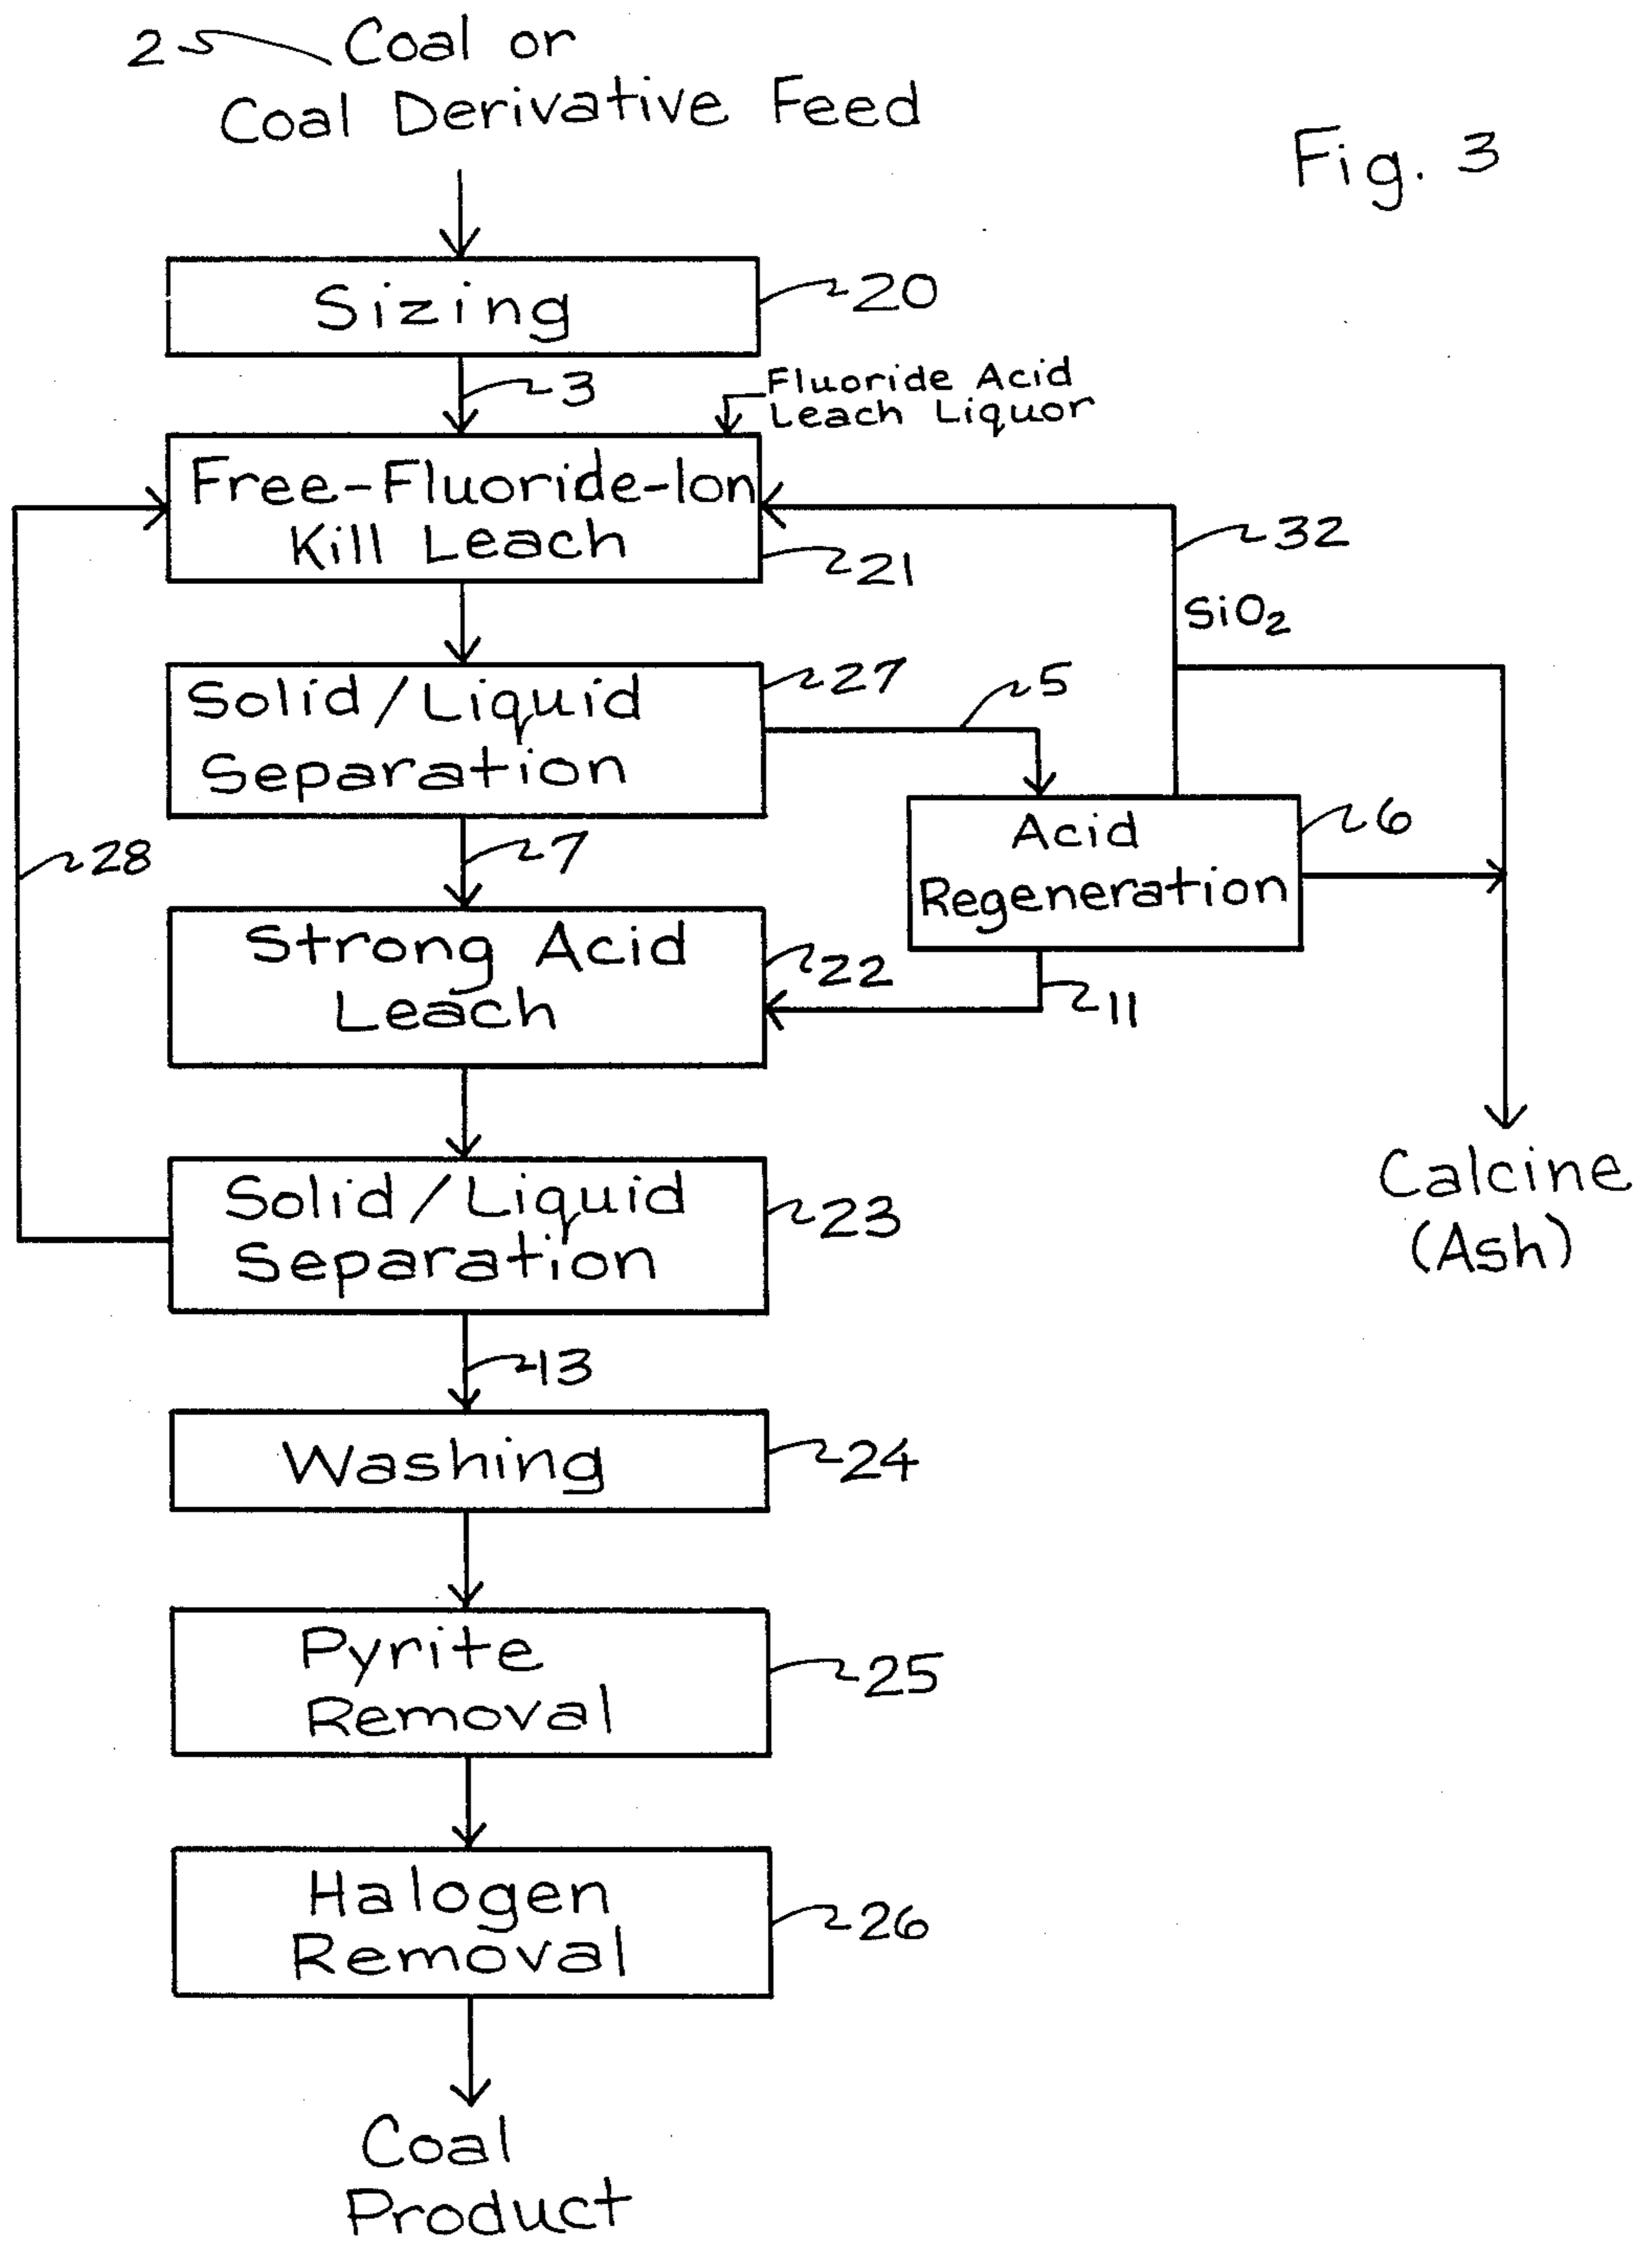 2 Coal or
Coal Derivative Feed
Fig. 3
Sizing
20
3
Fluoride Acid
Leach Liquor
Free-Fluoride-Ion
Kill Leach
21
32
SiO₂
Solid/Liquid
Separation
27
5
Acid
Regeneration
6
28
7
Strong Acid
Leach
22
11
Solid/Liquid
Separation
23
Calcine
(Ash)
13
Washing
24
Pyrite
Removal
25
Halogen
Removal
26
Coal
Product